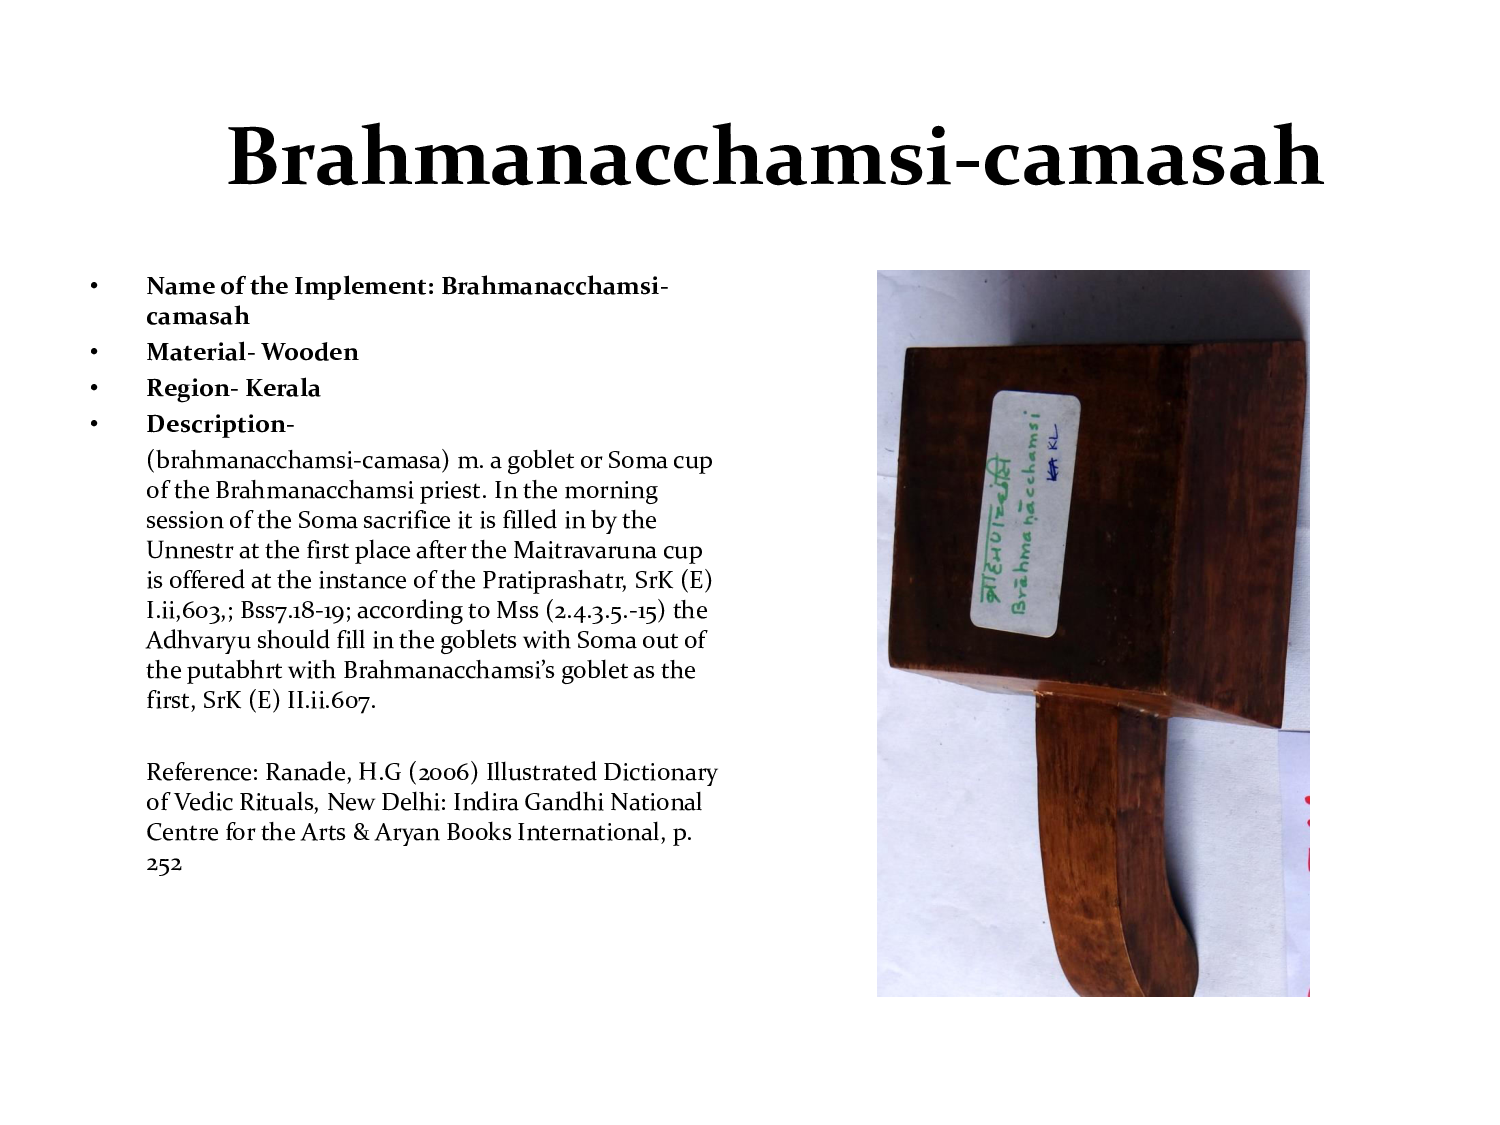 Brahmanacchamsi-camasah
• Name of the Implement: Brahmanacchamsi-
camasah
• Material- Wooden
• Region- Kerala
• Description-
(brahmanacchamsi-camasa) m. a goblet or Soma cup
of the Brahmanacchamsi priest. In the morning
session of the Soma sacrifice it is filled in by the
Unnestr at the first place after the Maitravaruna cup
is offered at the instance of the Pratiprashatr, SrK (E)
I.ii,603,; Bss7.18-19; according to Mss (2.4.3.5.-15) the
Adhvaryu should fill in the goblets with Soma out of
the putabhrt with Brahmanacchamsi’s goblet as the
first, SrK (E) II.ii.607.
Reference: Ranade, H.G (2006) Illustrated Dictionary
of Vedic Rituals, New Delhi: Indira Gandhi National
Centre for the Arts & Aryan Books International, p.
252
Brāhmaṇācchamsi
KL